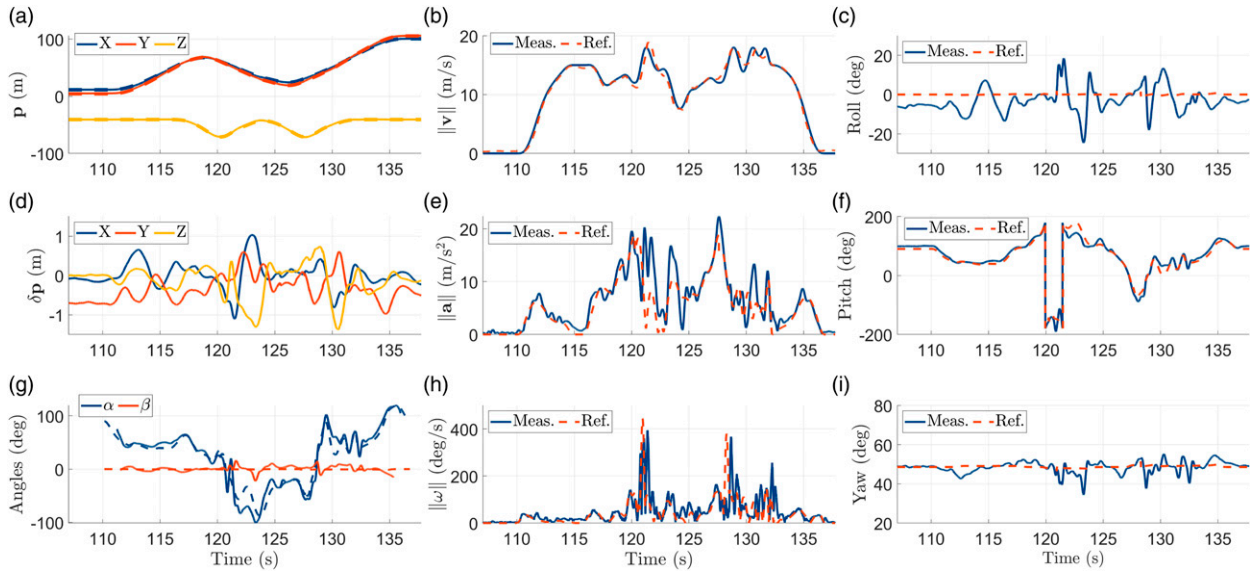 (a)
X Y Z
100
0
-100
p (m)
110 115 120 125 130 135
(b)
Meas. Ref.
20
10
0
||v|| (m/s)
110 115 120 125 130 135
(c)
Meas. Ref.
20
0
-20
Roll (deg)
110 115 120 125 130 135
(d)
X Y Z
1
0
-1
δp (m)
110 115 120 125 130 135
(e)
Meas. Ref.
20
10
0
||a|| (m/s²)
110 115 120 125 130 135
(f)
Meas. Ref.
200
0
-200
Pitch (deg)
110 115 120 125 130 135
(g)
α β
100
0
-100
Angles (deg)
110 115 120 125 130 135
Time (s)
(h)
Meas. Ref.
400
200
0
||ω|| (deg/s)
110 115 120 125 130 135
Time (s)
(i)
Meas. Ref.
80
60
40
20
Yaw (deg)
110 115 120 125 130 135
Time (s)